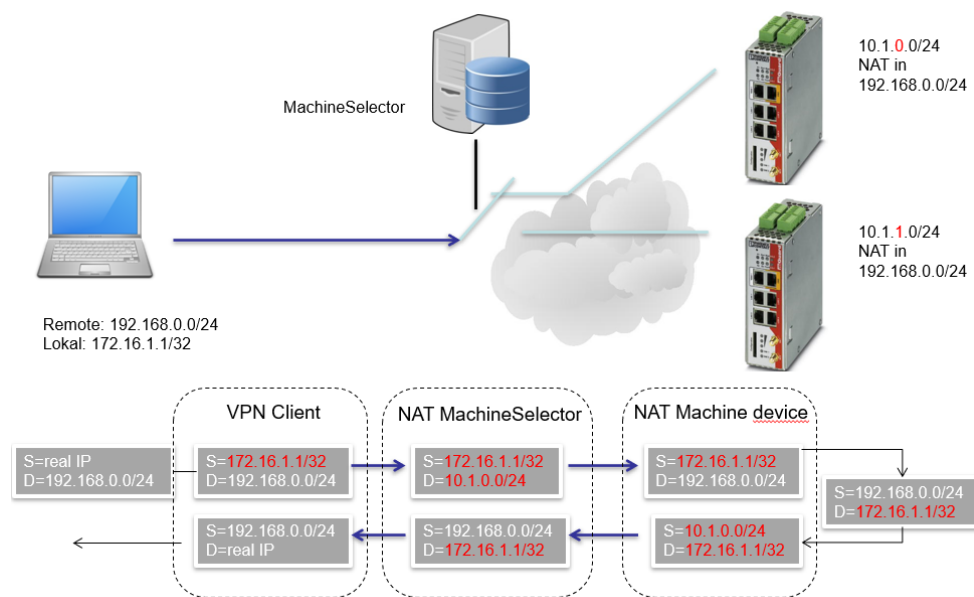 10.1.0.0/24
NAT in
192.168.0.0/24
MachineSelector
10.1.1.0/24
NAT in
192.168.0.0/24
Remote: 192.168.0.0/24
Lokal: 172.16.1.1/32
VPN Client
NAT MachineSelector
NAT Machine device
S=real IP
D=192.168.0.0/24
S=172.16.1.1/32
D=192.168.0.0/24
S=172.16.1.1/32
D=10.1.0.0/24
S=172.16.1.1/32
D=192.168.0.0/24
S=192.168.0.0/24
D=172.16.1.1/32
S=192.168.0.0/24
D=real IP
S=192.168.0.0/24
D=172.16.1.1/32
S=10.1.0.0/24
D=172.16.1.1/32